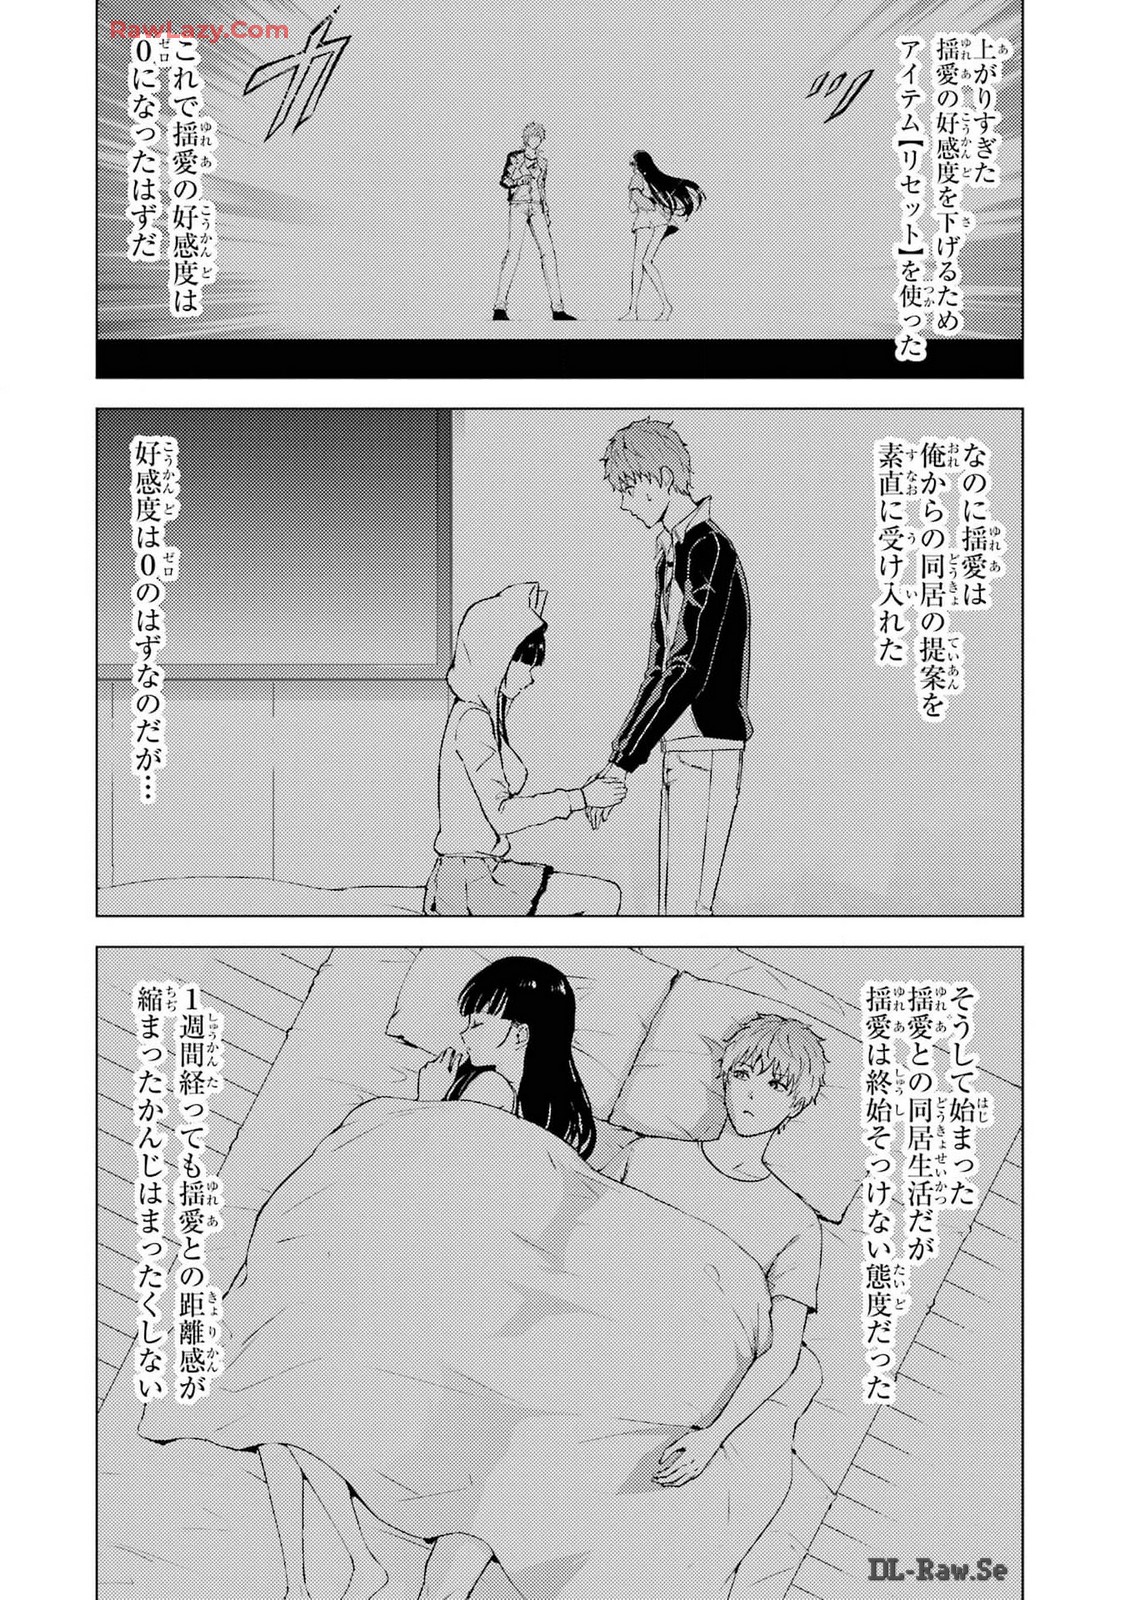 RawLazy.Com
上がりすぎた
揺愛の好感度を下げるため
アイテム【リセット】を使った
これで揺愛の好感度は
0になったはずだ
なのに揺愛は
俺からの同居の提案を
素直に受け入れた
好感度は0のはずなのだが…
そうして始まった
揺愛との同居生活だが
揺愛は終始そっけない態度だった
1週間経っても揺愛との距離感が
縮まったかんじはまったくしない
DL-Raw.Se